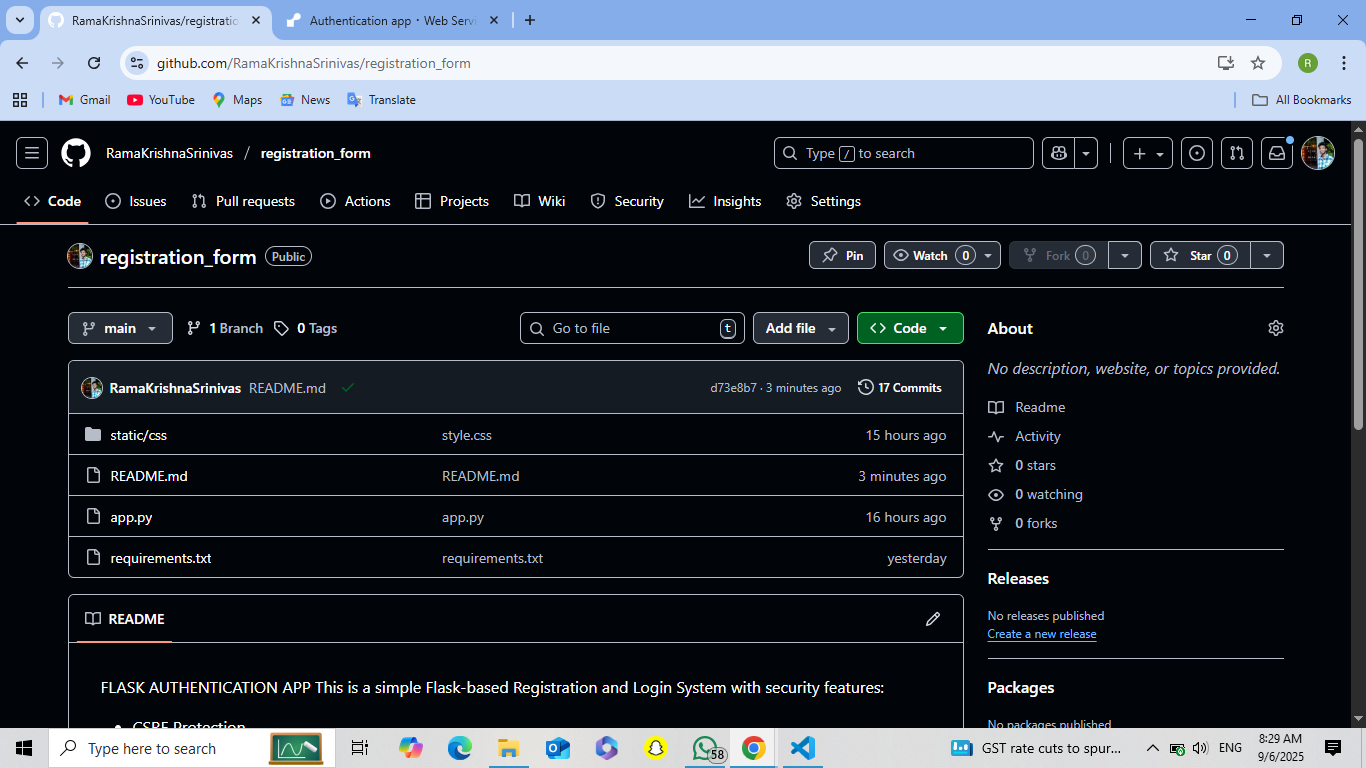 RamaKrishnaSrinivas/registratio
Authentication app · Web Servi
github.com/RamaKrishnaSrinivas/registration_form
R
Gmail
YouTube
Maps
News
Translate
All Bookmarks
RamaKrishnaSrinivas / registration_form
Type / to search
Code
Issues
Pull requests
Actions
Projects
Wiki
Security
Insights
Settings
registration_form
Public
Pin
Watch 0
Fork 0
Star 0
main
1 Branch
0 Tags
Go to file
t
Add file
Code
RamaKrishnaSrinivas README.md
d73e8b7 · 3 minutes ago
17 Commits
static/css style.css 15 hours ago
README.md README.md 3 minutes ago
app.py app.py 16 hours ago
requirements.txt requirements.txt yesterday
README
FLASK AUTHENTICATION APP This is a simple Flask-based Registration and Login System with security features:
CSRF Protection
About
No description, website, or topics provided.
Readme
Activity
0 stars
0 watching
0 forks
Releases
No releases published
Create a new release
Packages
No packages published
Type here to search
58
GST rate cuts to spur...
ENG
8:29 AM
9/6/2025